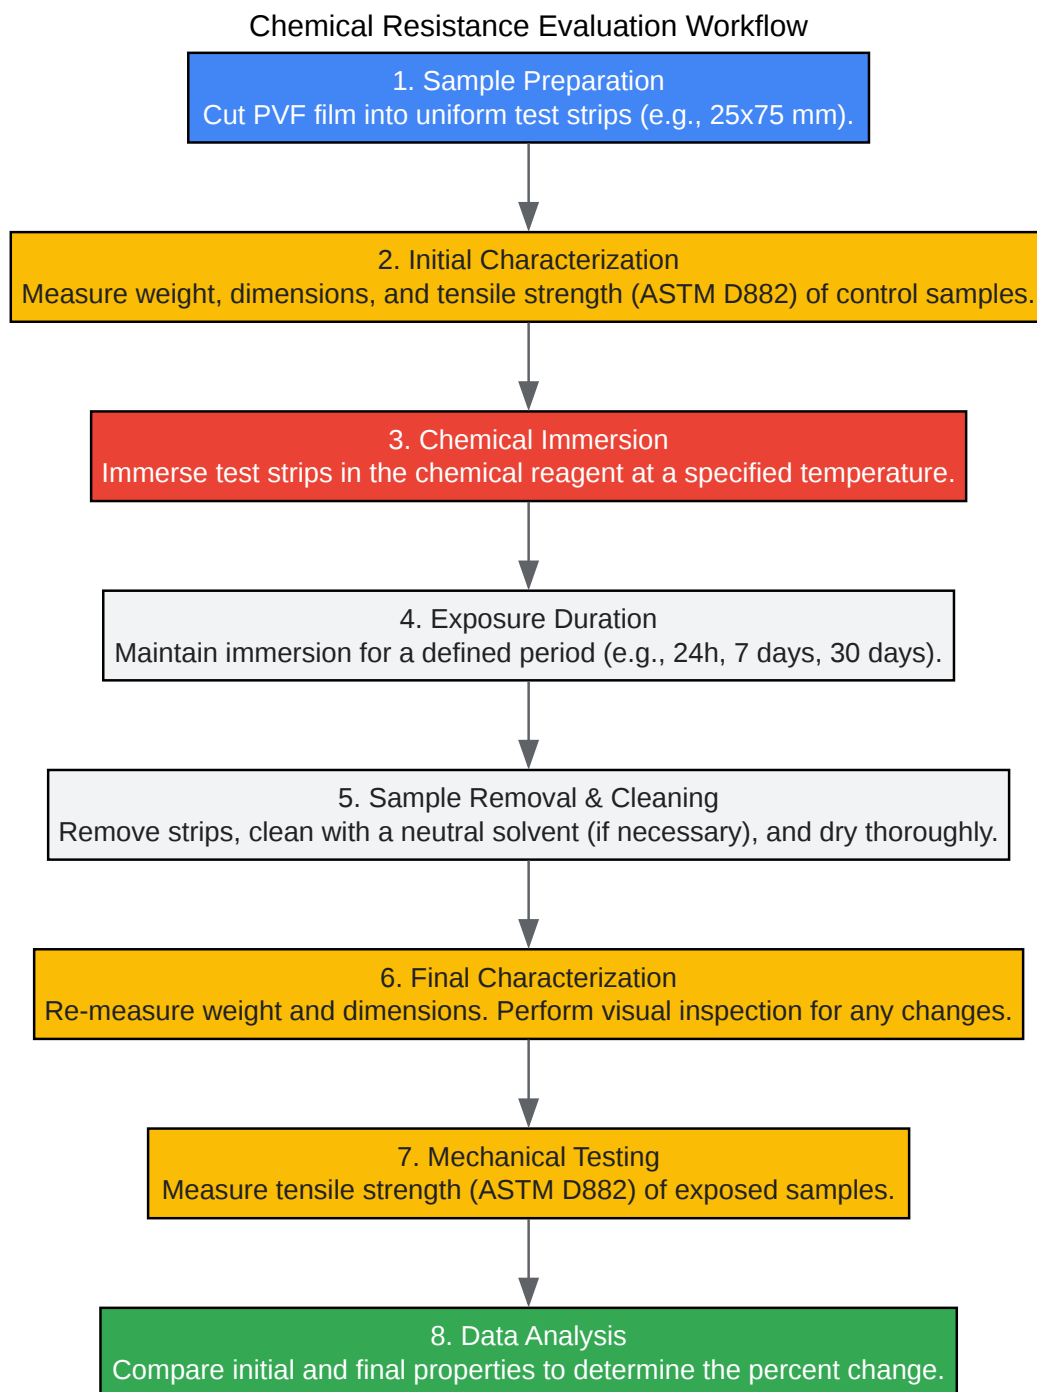 Chemical Resistance Evaluation Workflow
1. Sample Preparation
Cut PVF film into uniform test strips (e.g., 25x75 mm).
2. Initial Characterization
Measure weight, dimensions, and tensile strength (ASTM D882) of control samples.
3. Chemical Immersion
Immerse test strips in the chemical reagent at a specified temperature.
4. Exposure Duration
Maintain immersion for a defined period (e.g., 24h, 7 days, 30 days).
5. Sample Removal & Cleaning
Remove strips, clean with a neutral solvent (if necessary), and dry thoroughly.
6. Final Characterization
Re-measure weight and dimensions. Perform visual inspection for any changes.
7. Mechanical Testing
Measure tensile strength (ASTM D882) of exposed samples.
8. Data Analysis
Compare initial and final properties to determine the percent change.